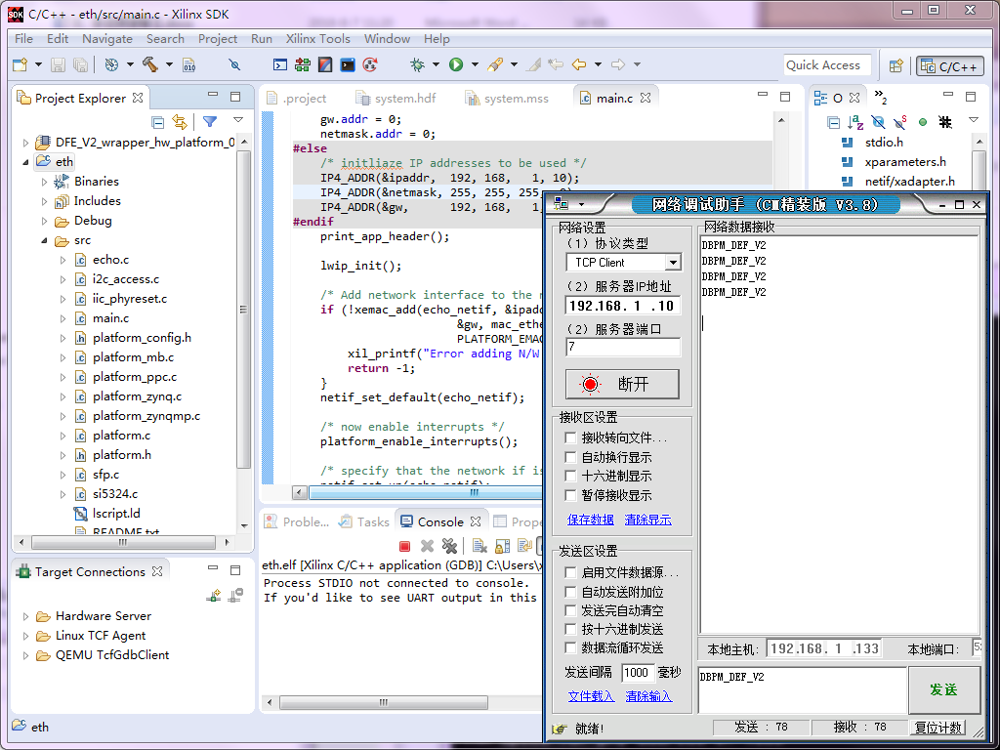 C/C++ - eth/src/main.c - Xilinx SDK
File Edit Navigate Search Project Run Xilinx Tools Window Help
Quick Access
C/C++
Project Explorer
DFE_V2_wrapper_hw_platform_0
eth
Binaries
Includes
Debug
src
echo.c
i2c_access.c
iic_phyreset.c
main.c
platform_config.h
platform_mb.c
platform_ppc.c
platform_zynq.c
platform_zynqmp.c
platform.c
platform.h
sfp.c
si5324.c
lscript.ld
README.txt
Target Connections
Hardware Server
Linux TCF Agent
QEMU TcfGdbClient
eth
.project system.hdf system.mss main.c
gw.addr = 0;
netmask.addr = 0;
#else
/* initliaze IP addresses to be used */
IP4_ADDR(&ipaddr, 192, 168, 1, 10);
IP4_ADDR(&netmask, 255, 255, 255, 0);
IP4_ADDR(&gw, 192, 168, 1,
#endif
print_app_header();
lwip_init();
/* Add network interface to the
if (!xemac_add(echo_netif, &ipadd
&gw, mac_ethe
PLATFORM_EMAC
xil_printf("Error adding N/W
return -1;
}
netif_set_default(echo_netif);
/* now enable interrupts */
platform_enable_interrupts();
/* specify that the network if is
netif_set_up(echo_netif);
Proble... Tasks Console Prope
eth.elf [Xilinx C/C++ application (GDB)] C:\Users\x
Process STDIO not connected to console.
If you'd like to see UART output in this
O
2
stdio.h
xparameters.h
netif/xadapter.h
网络调试助手 (CM精装版 V3.8)
网络设置
(1) 协议类型
TCP Client
(2) 服务器IP地址
192.168. 1 .10
(2) 服务器端口
7
断开
接收区设置
接收转向文件...
自动换行显示
十六进制显示
暂停接收显示
保存数据 清除显示
发送区设置
启用文件数据源...
自动发送附加位
发送完自动清空
按十六进制发送
数据流循环发送
发送间隔 1000 毫秒
文件载入 清除输入
网络数据接收
DBPM_DEF_V2
DBPM_DEF_V2
DBPM_DEF_V2
DBPM_DEF_V2
本地主机: 192.168. 1 .133 本地端口:
DBPM_DEF_V2
发送
就绪! 发送 : 78 接收 : 78 复位计数